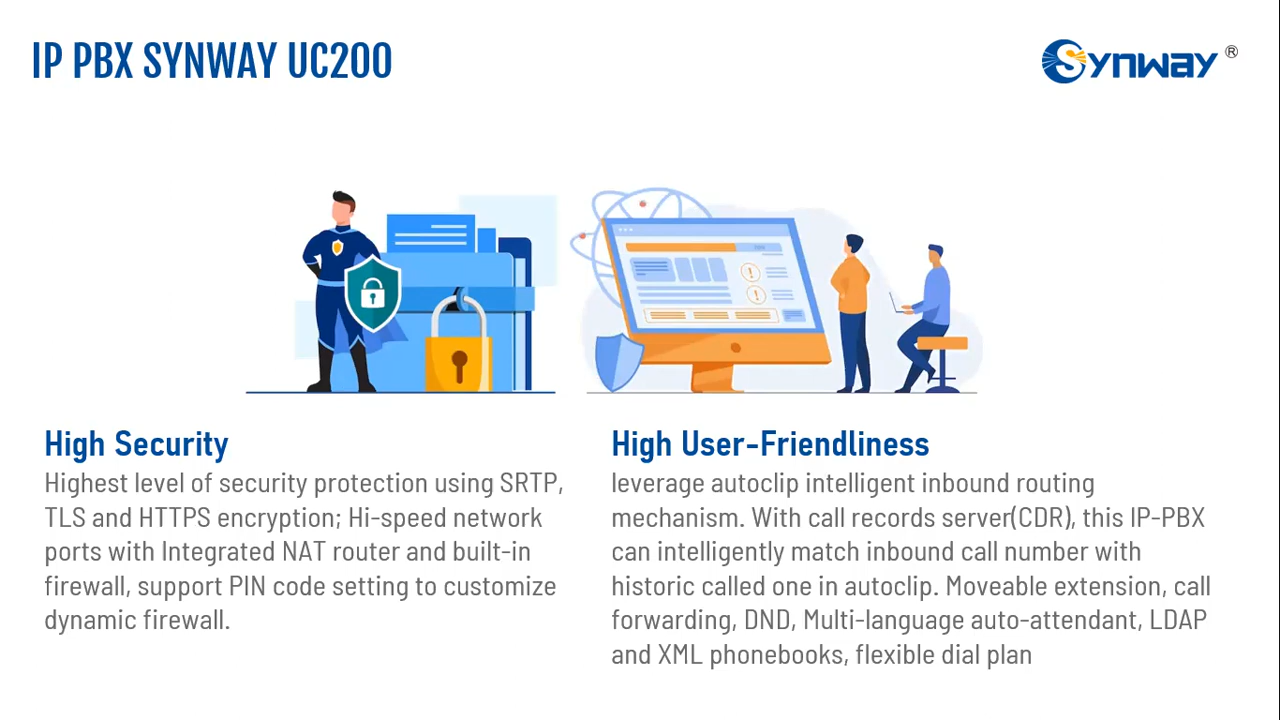 IP PBX SYNWAY UC200
Synway ®
High Security
Highest level of security protection using SRTP,
TLS and HTTPS encryption; Hi-speed network
ports with Integrated NAT router and built-in
firewall, support PIN code setting to customize
dynamic firewall.
High User-Friendliness
leverage autoclip intelligent inbound routing
mechanism. With call records server(CDR), this IP-PBX
can intelligently match inbound call number with
historic called one in autoclip. Moveable extension, call
forwarding, DND, Multi-language auto-attendant, LDAP
and XML phonebooks, flexible dial plan